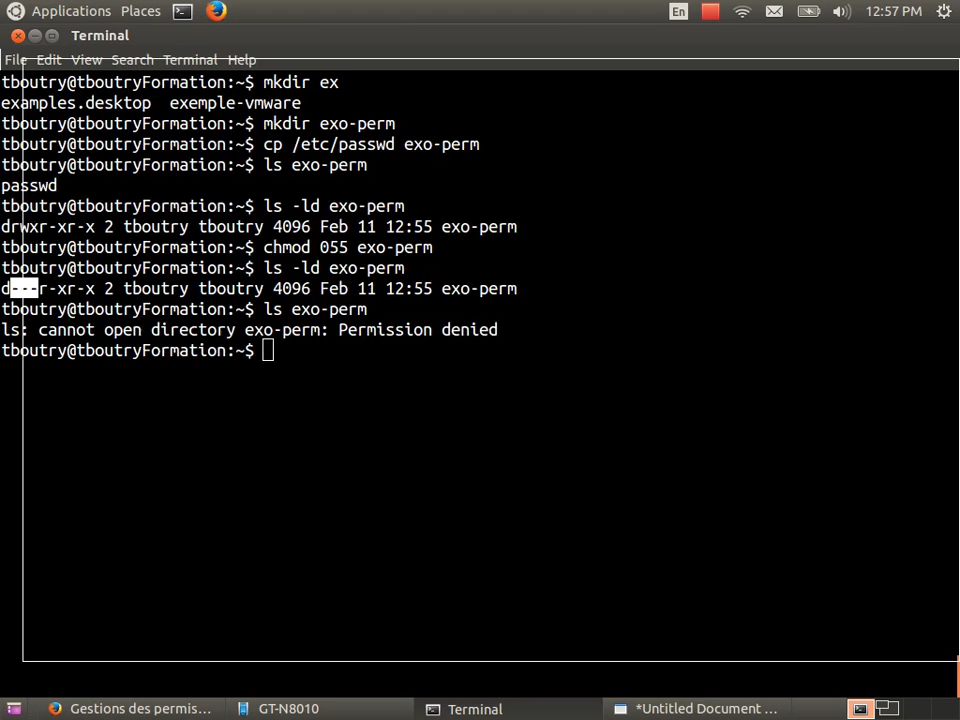 Applications Places En 12:57 PM
Terminal
File Edit View Search Terminal Help
tboutry@tboutryFormation:~$ mkdir ex
examples.desktop  exemple-vmware
tboutry@tboutryFormation:~$ mkdir exo-perm
tboutry@tboutryFormation:~$ cp /etc/passwd exo-perm
tboutry@tboutryFormation:~$ ls exo-perm
passwd
tboutry@tboutryFormation:~$ ls -ld exo-perm
drwxr-xr-x 2 tboutry tboutry 4096 Feb 11 12:55 exo-perm
tboutry@tboutryFormation:~$ chmod 055 exo-perm
tboutry@tboutryFormation:~$ ls -ld exo-perm
d---r-xr-x 2 tboutry tboutry 4096 Feb 11 12:55 exo-perm
tboutry@tboutryFormation:~$ ls exo-perm
ls: cannot open directory exo-perm: Permission denied
tboutry@tboutryFormation:~$
Gestions des permis... GT-N8010 Terminal *Untitled Document ...